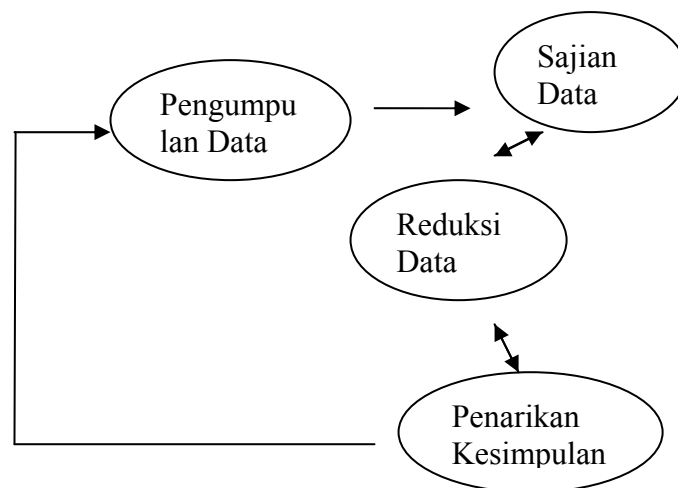 Sajian
Data
Pengumpu
lan Data
Reduksi
Data
Penarikan
Kesimpulan